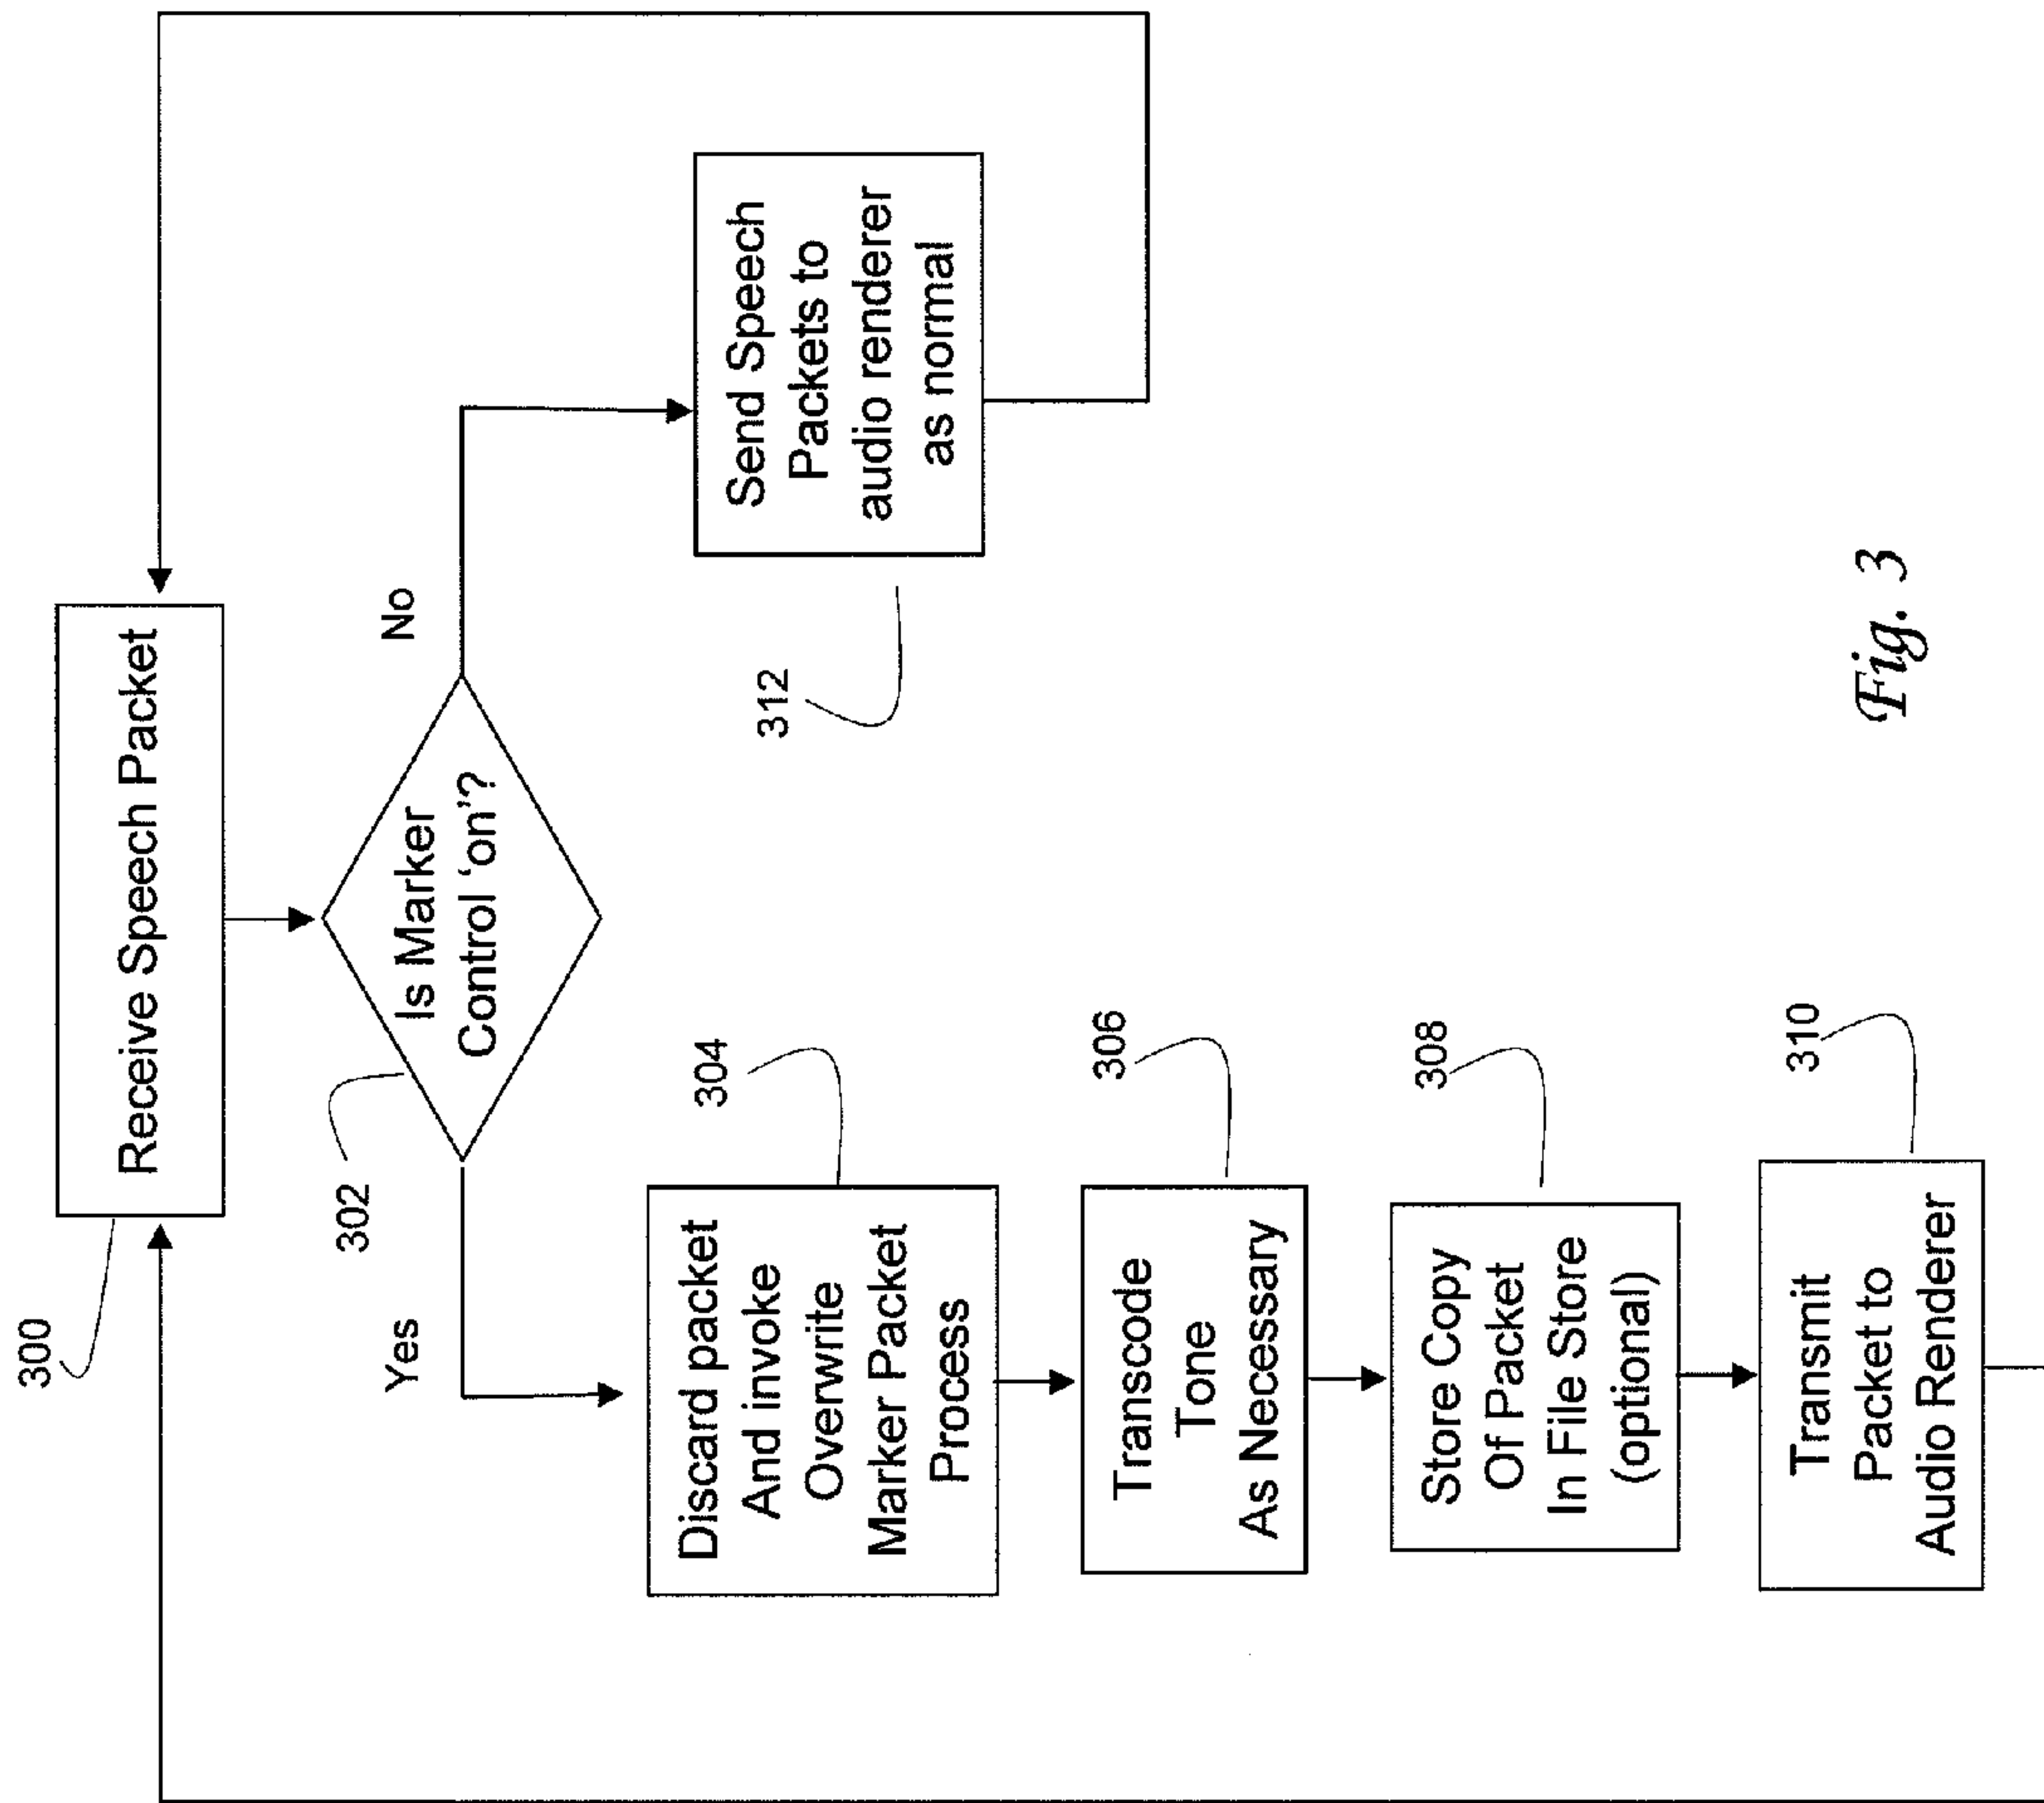 300
Receive Speech Packet
302
Is Marker
Control ‘on’?
Yes
No
304
Discard packet
And invoke
Overwrite
Marker Packet
Process
306
Transcode
Tone
As Necessary
308
Store Copy
Of Packet
In File Store
(optional)
310
Transmit
Packet to
Audio Renderer
312
Send Speech
Packets to
audio renderer
as normal
Fig. 3